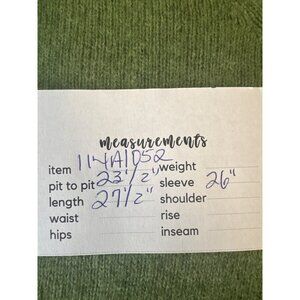 measurements
item 114A1D52 weight
pit to pit 23 1/2" sleeve 26"
length 27 1/2" shoulder
waist rise
hips inseam